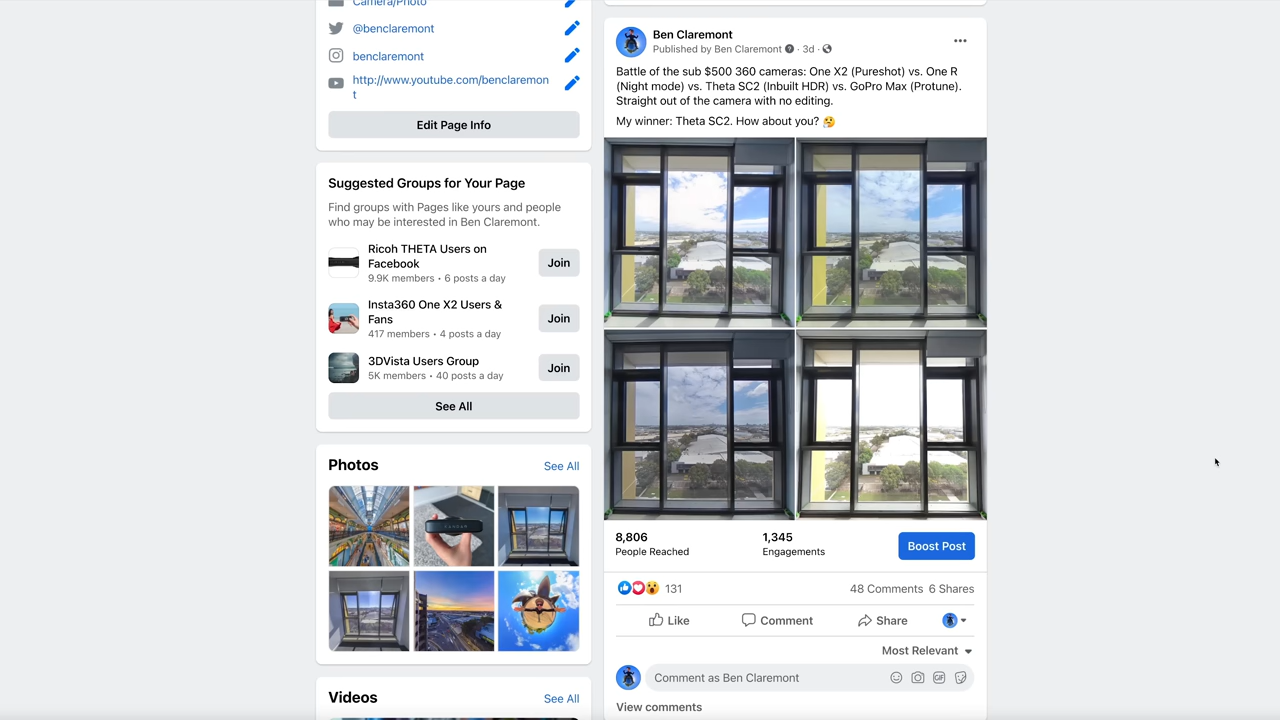 Camera/Photo
@benclaremont
benclaremont
http://www.youtube.com/benclaremon
t
Edit Page Info
Suggested Groups for Your Page
Find groups with Pages like yours and people
who may be interested in Ben Claremont.
Ricoh THETA Users on
Facebook
9.9K members • 6 posts a day
Join
Insta360 One X2 Users &
Fans
417 members • 4 posts a day
Join
3DVista Users Group
5K members • 40 posts a day
Join
See All
Photos
See All
Videos
See All
Ben Claremont
Published by Ben Claremont · 3d ·
Battle of the sub $500 360 cameras: One X2 (Pureshot) vs. One R
(Night mode) vs. Theta SC2 (Inbuilt HDR) vs. GoPro Max (Protune).
Straight out of the camera with no editing.
My winner: Theta SC2. How about you? 🤔
8,806
People Reached
1,345
Engagements
Boost Post
131
48 Comments 6 Shares
Like
Comment
Share
Most Relevant
Comment as Ben Claremont
GIF
View comments